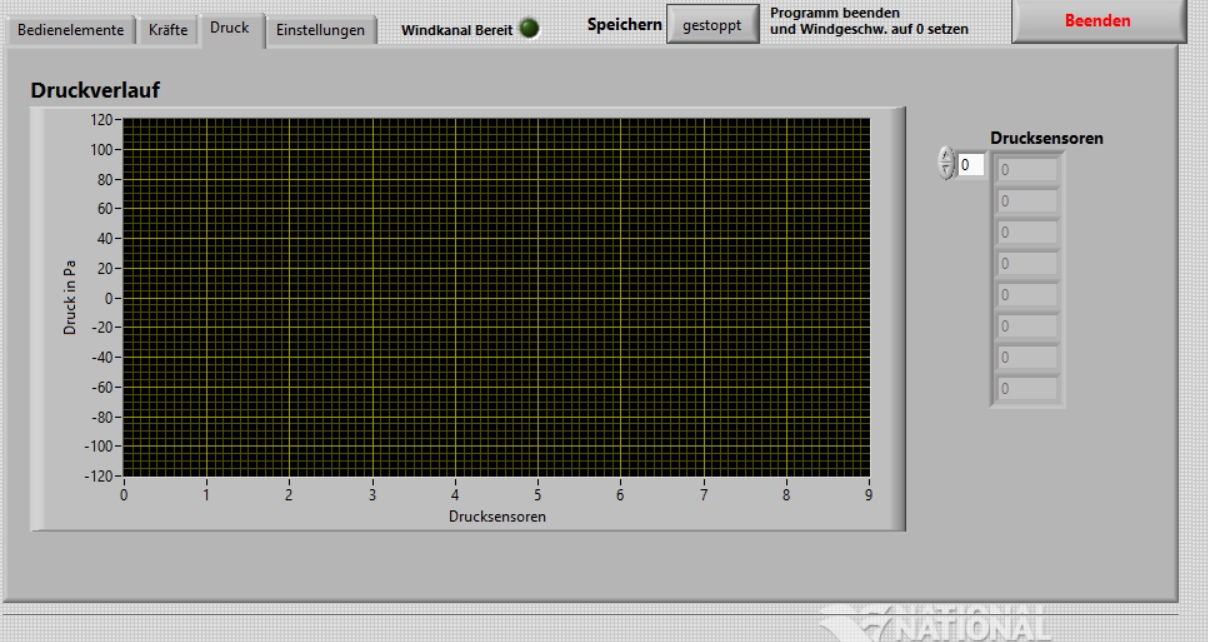 Bedienelemente
Kräfte
Druck
Einstellungen
Windkanal Bereit
Speichern
gestoppt
Programm beenden
und Windgeschw. auf 0 setzen
Beenden
Druckverlauf
120
100
80
60
40
20
0
-20
-40
-60
-80
-100
-120
Druck in Pa
0 1 2 3 4 5 6 7 8 9
Drucksensoren
Drucksensoren
0
0
0
0
0
0
0
0
0
NATIONAL